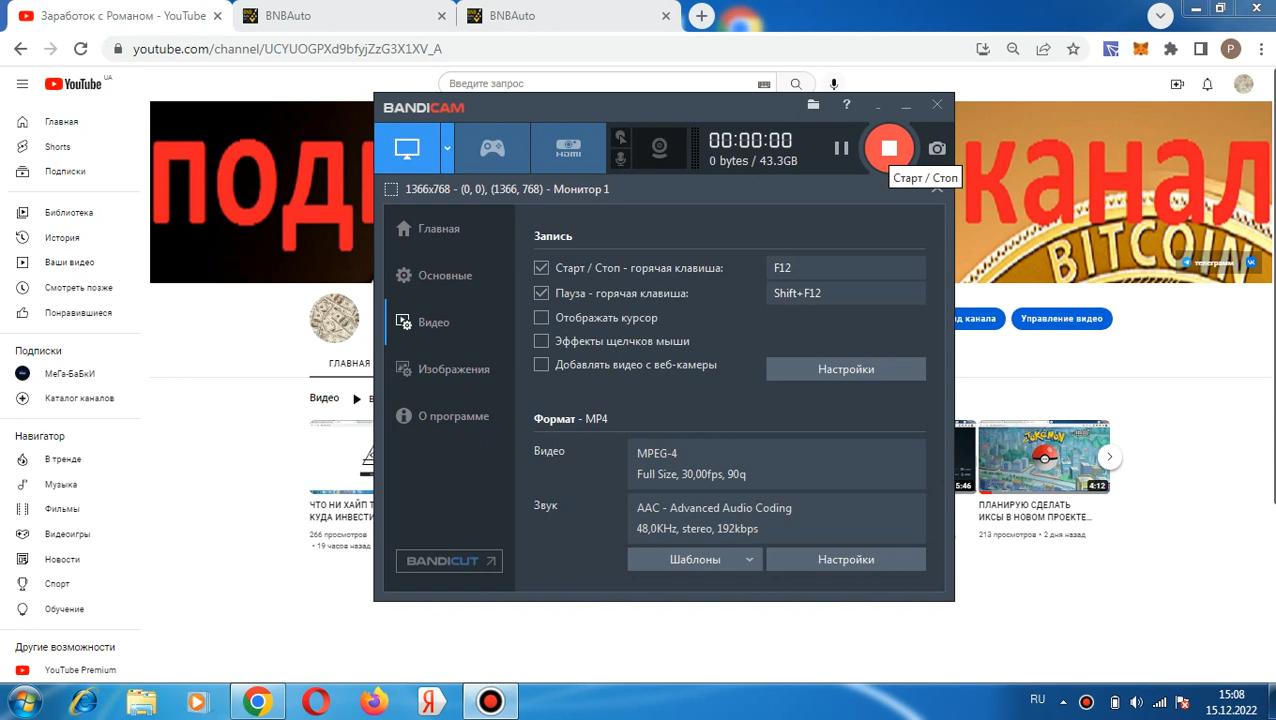 Заработок с Романом - YouTube
BNBAuto
BNBAuto
youtube.com/channel/UCYUOGPXd9bfyjZzG3X1XV_A
P
YouTube UA
Введите запрос
Главная
Shorts
Подписки
Библиотека
История
Ваши видео
Смотреть позже
Понравившиеся
Подписки
МеГа-БаБкИ
Каталог каналов
Навигатор
В тренде
Музыка
Фильмы
Видеоигры
Новости
Спорт
Обучение
Другие возможности
YouTube Premium
канал
BITCOIN
телеграмм
Управление видео
ГЛАВНАЯ
Видео
ЧТО НИ ХАЙП Т
КУДА ИНВЕСТИ
266 просмотров
• 19 часов назад
5:46
4:12
POKÉMON
ПЛАНИРУЮ СДЕЛАТЬ
ИКСЫ В НОВОМ ПРОЕКТЕ...
213 просмотров • 2 дня назад
BANDICAM
?
HDMI
00:00:00
0 bytes / 43.3GB
Старт / Стоп
1366x768 - (0, 0), (1366, 768) - Монитор 1
Главная
Основные
Видео
Изображения
О программе
BANDICUT
Запись
Старт / Стоп - горячая клавиша: F12
Пауза - горячая клавиша: Shift+F12
Отображать курсор
Эффекты щелчков мыши
Добавлять видео с веб-камеры
Настройки
Формат - MP4
Видео
MPEG-4
Full Size, 30,00fps, 90q
Звук
AAC - Advanced Audio Coding
48,0KHz, stereo, 192kbps
Шаблоны
Настройки
RU
15:08
15.12.2022